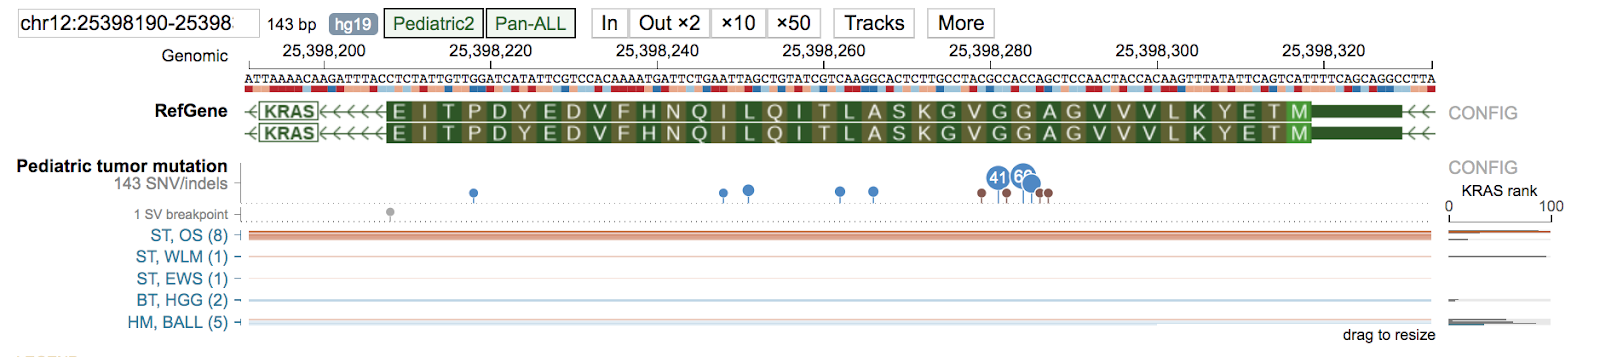 chr12:25398190-25398 143 bp hg19 Pediatric2 Pan-ALL In Out ×2 ×10 ×50 Tracks More
Genomic 25,398,200 25,398,220 25,398,240 25,398,260 25,398,280 25,398,300 25,398,320
ATTAAAACAAGATTTACCTCTATTGTTGGATCATATTCGTCCACAAAATGATTCTGAATTAGCTGTATCGTCAAGGCACTCTTGCCTACGCCACCAGCTCCAACTACCACAAGTTTATATTCAGTCATTTTCAGCAGGCCTTA
RefGene KRAS E I T P D Y E D V F H N Q I L Q I T L A S K G V G G A G V V V L K Y E T M CONFIG
KRAS E I T P D Y E D V F H N Q I L Q I T L A S K G V G G A G V V V L K Y E T M
Pediatric tumor mutation CONFIG
143 SNV/indels 41
KRAS rank
1 SV breakpoint 0 100
ST, OS (8)
ST, WLM (1)
ST, EWS (1)
BT, HGG (2)
HM, BALL (5)
drag to resize